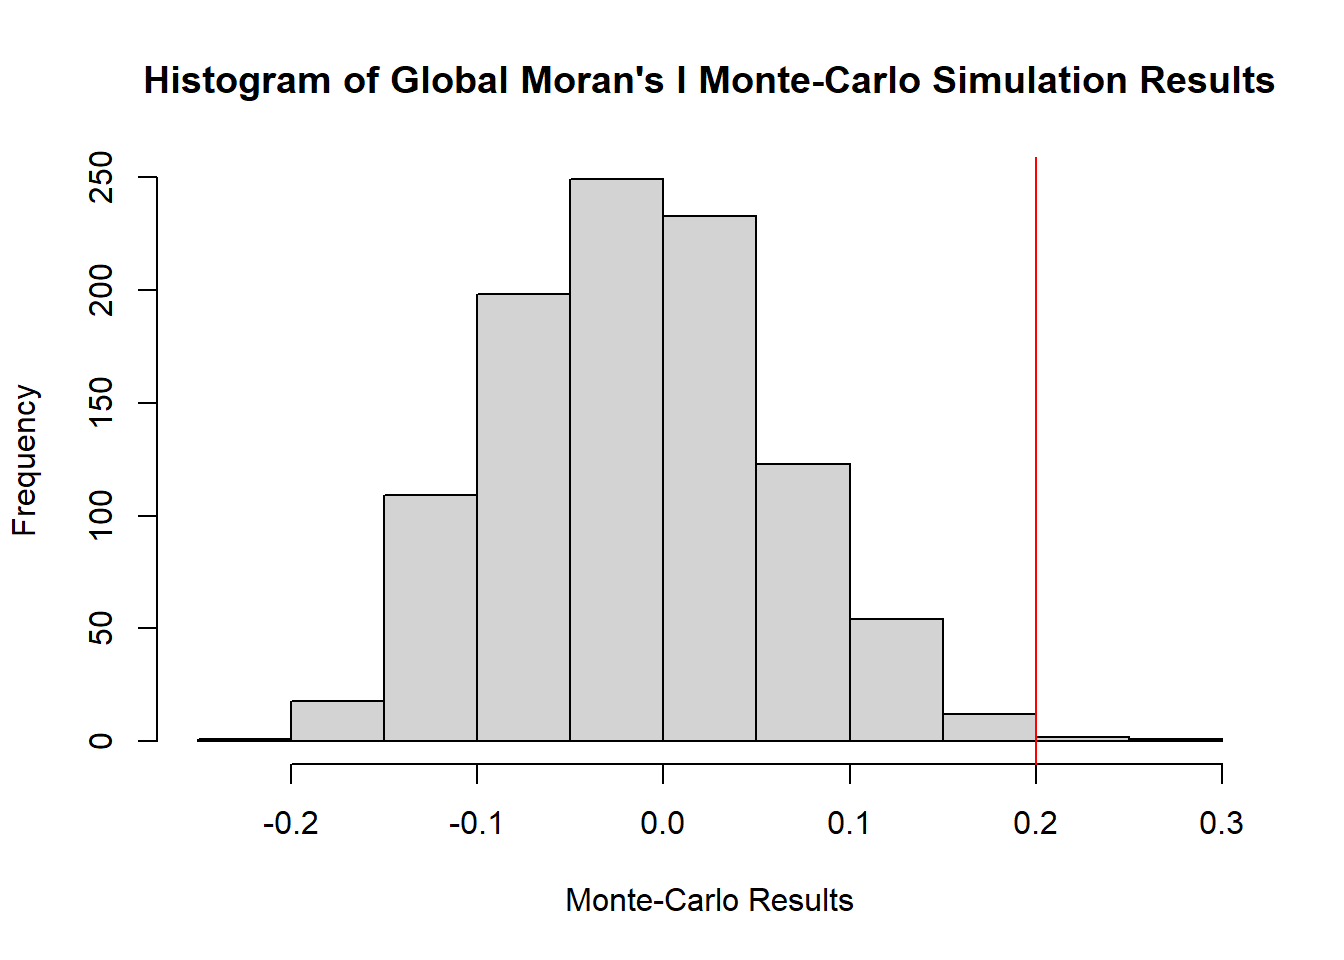 Histogram of Global Moran's I Monte-Carlo Simulation Results
250
200
150
100
50
0
Frequency
-0.2 -0.1 0.0 0.1 0.2 0.3
Monte-Carlo Results